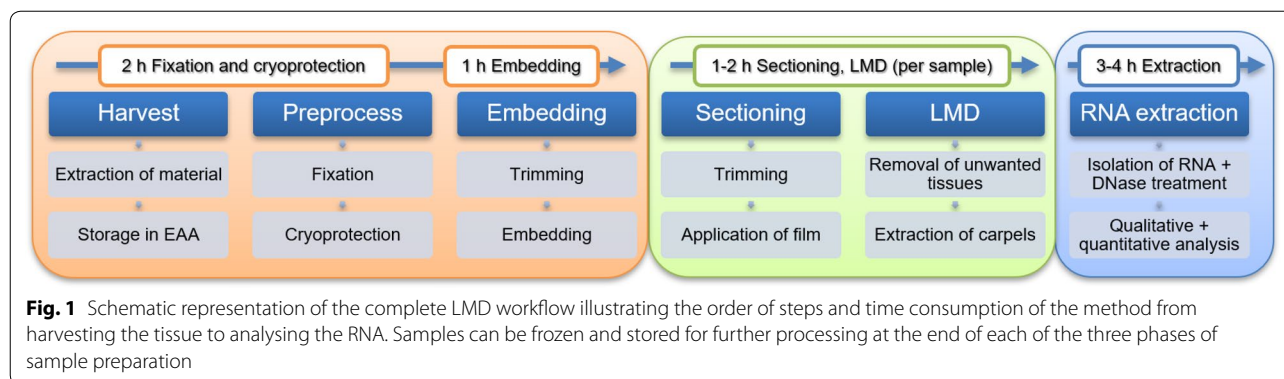 2 h Fixation and cryoprotection
1 h Embedding
1-2 h Sectioning, LMD (per sample)
3-4 h Extraction
Harvest
Preprocess
Embedding
Sectioning
LMD
RNA extraction
Extraction of material
Fixation
Trimming
Trimming
Removal of unwanted
tissues
Isolation of RNA +
DNase treatment
Storage in EAA
Cryoprotection
Embedding
Application of film
Extraction of carpels
Qualitative +
quantitative analysis
Fig. 1 Schematic representation of the complete LMD workflow illustrating the order of steps and time consumption of the method from
harvesting the tissue to analysing the RNA. Samples can be frozen and stored for further processing at the end of each of the three phases of
sample preparation